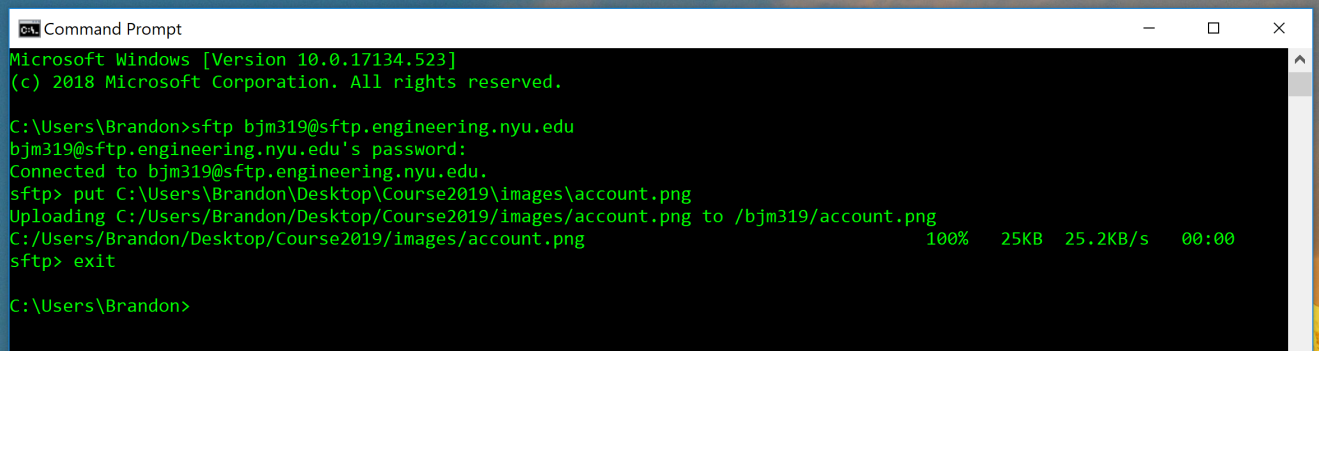 Command Prompt
Microsoft Windows [Version 10.0.17134.523]
(c) 2018 Microsoft Corporation. All rights reserved.
C:\Users\Brandon>sftp bjm319@sftp.engineering.nyu.edu
bjm319@sftp.engineering.nyu.edu's password:
Connected to bjm319@sftp.engineering.nyu.edu.
sftp> put C:\Users\Brandon\Desktop\Course2019\images\account.png
Uploading C:/Users/Brandon/Desktop/Course2019/images/account.png to /bjm319/account.png
C:/Users/Brandon/Desktop/Course2019/images/account.png 100% 25KB 25.2KB/s 00:00
sftp> exit
C:\Users\Brandon>